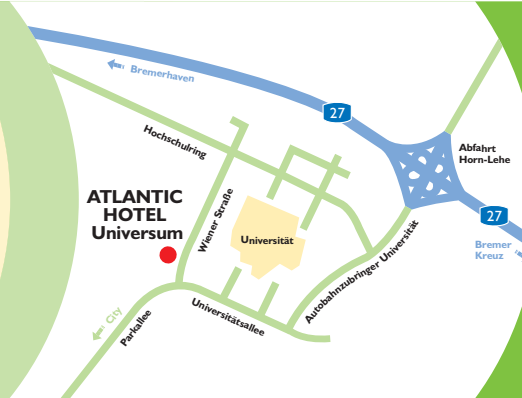 Bremerhaven
27
Hochschulring
Abfahrt
Horn-Lehe
ATLANTIC
HOTEL
Universum
Wiener Straße
Universität
27
Bremer
Kreuz
Autobahnzubringer Universität
Universitätsallee
City
Parkallee